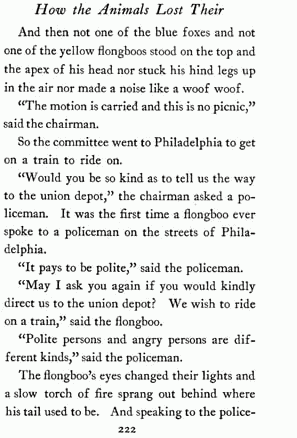 How the Animals Lost Their
And then not one of the blue foxes and not
one of the yellow flongboos stood on the top and
the apex of his head nor stuck his hind legs up
in the air nor made a noise like a woof woof.
“The motion is carried and this is no picnic,”
said the chairman.
So the committee went to Philadelphia to get
on a train to ride on.
“Would you be so kind as to tell us the way
to the union depot,” the chairman asked a po-
liceman. It was the first time a flongboo ever
spoke to a policeman on the streets of Phila-
delphia.
“It pays to be polite,” said the policeman.
“May I ask you again if you would kindly
direct us to the union depot? We wish to ride
on a train,” said the flongboo.
“Polite persons and angry persons are dif-
ferent kinds,” said the policeman.
The flongboo’s eyes changed their lights and
a slow torch of fire sprang out behind where
his tail used to be. And speaking to the police-
222